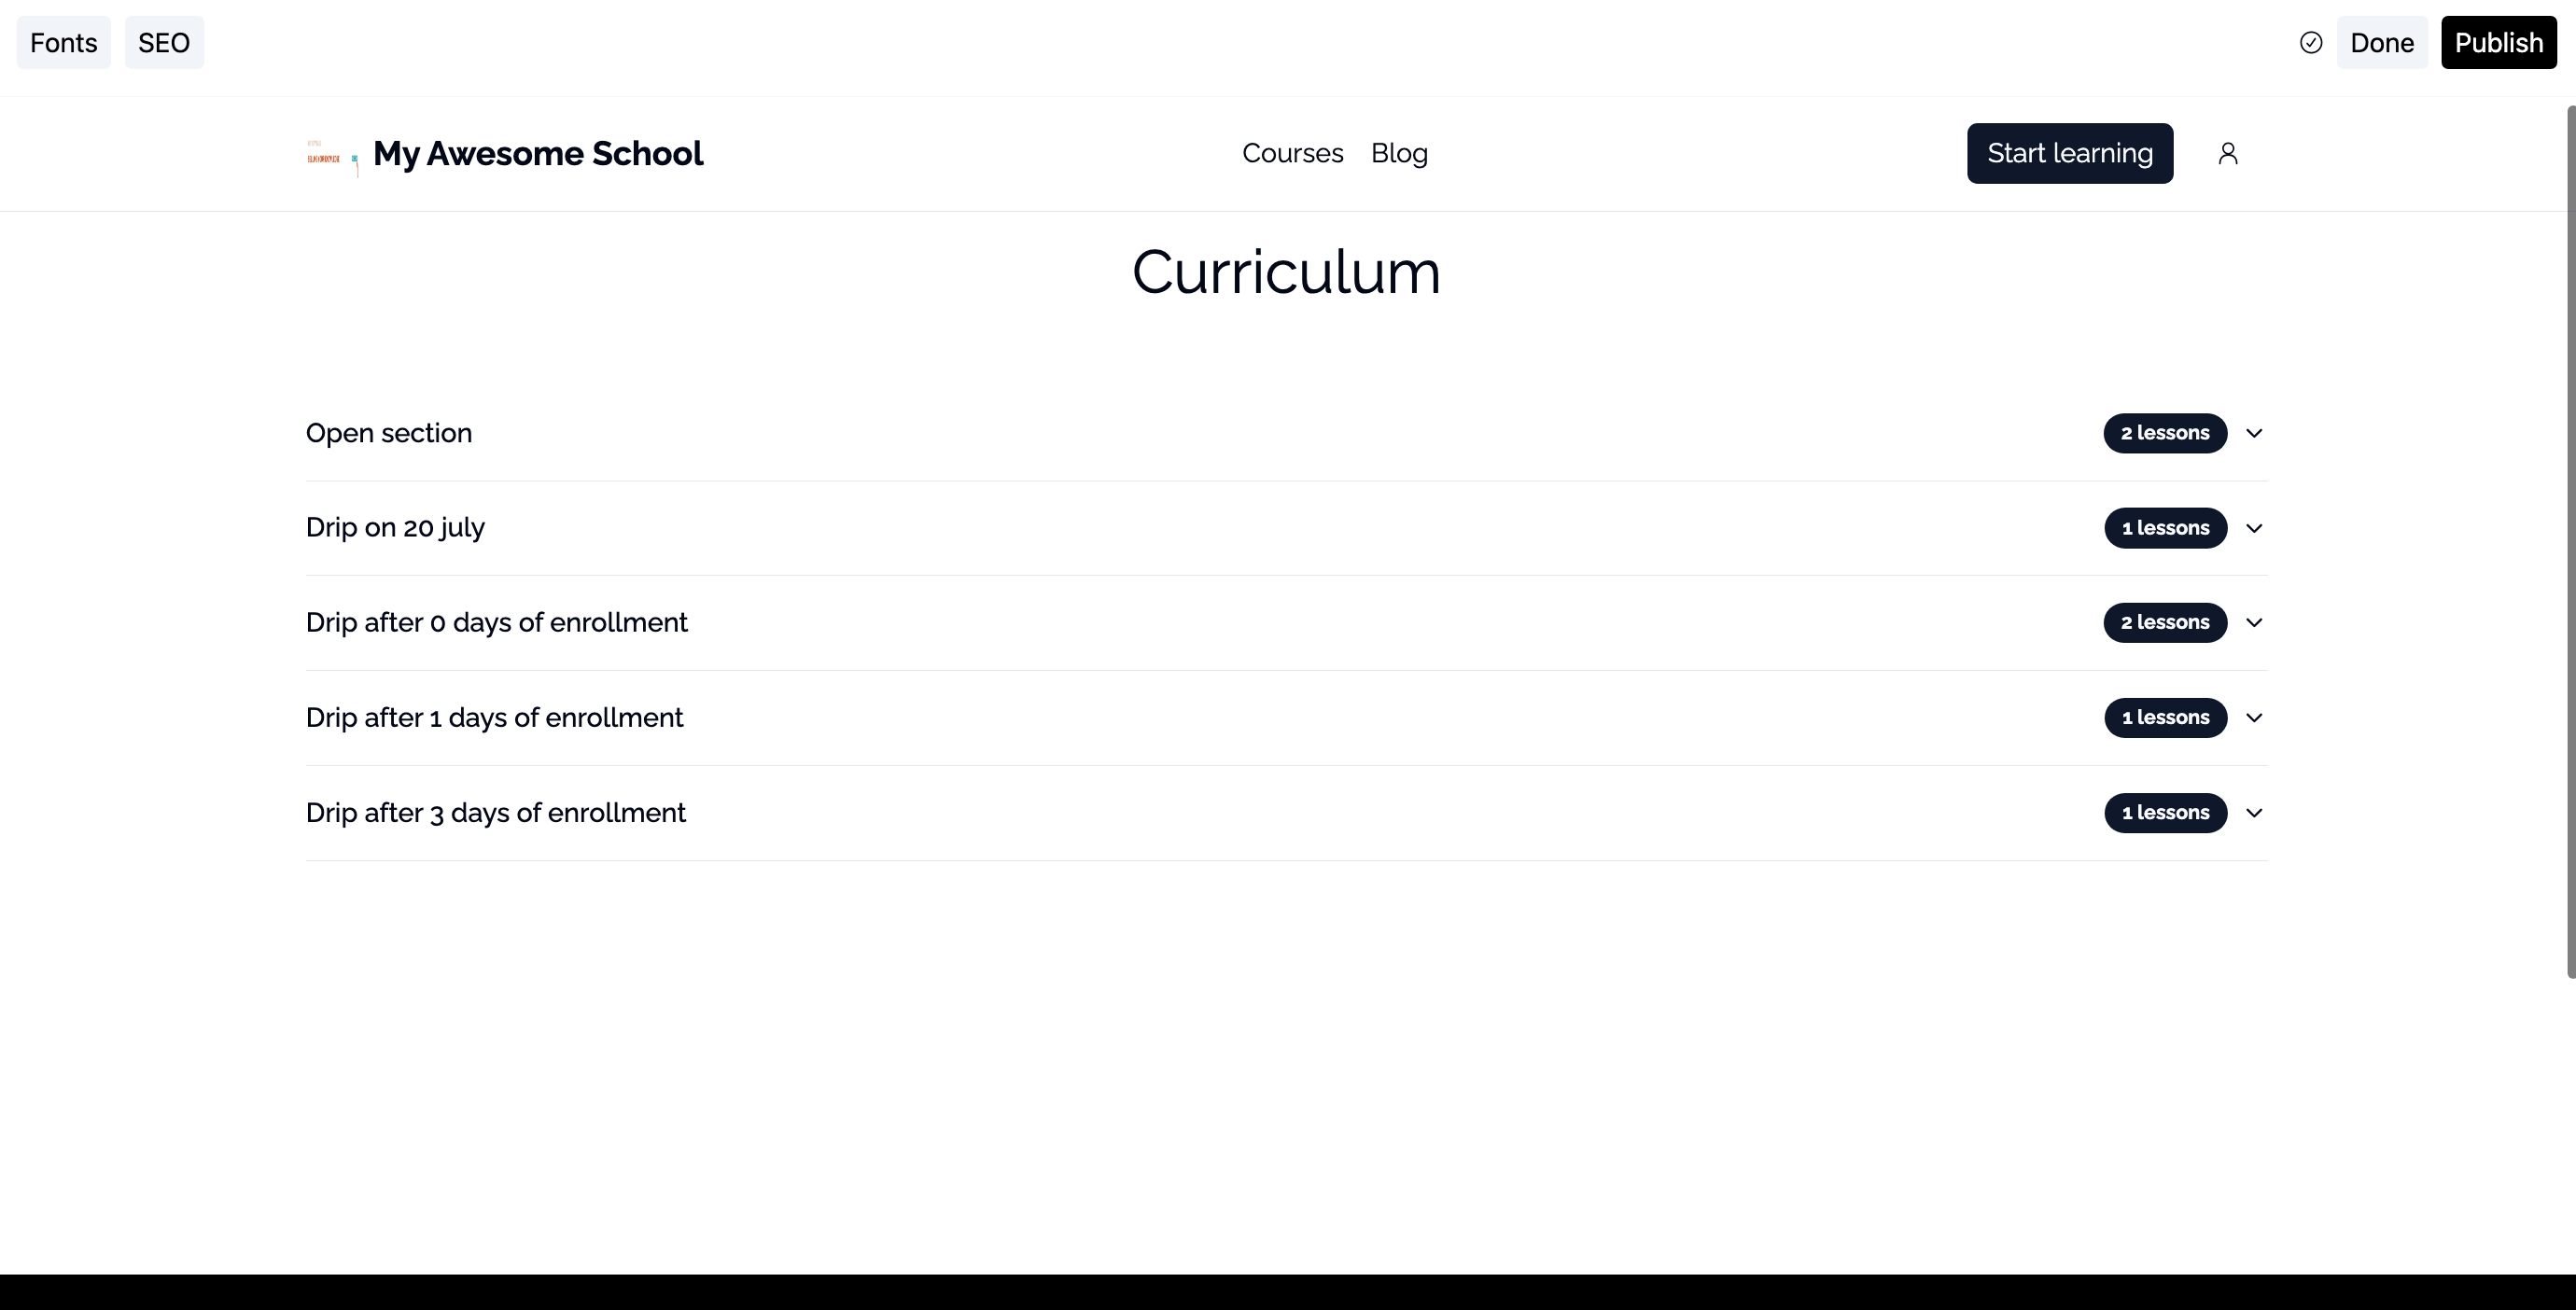 Fonts SEO Done Publish
My Awesome School Courses Blog Start learning
Curriculum
Open section 2 lessons
Drip on 20 july 1 lessons
Drip after 0 days of enrollment 2 lessons
Drip after 1 days of enrollment 1 lessons
Drip after 3 days of enrollment 1 lessons